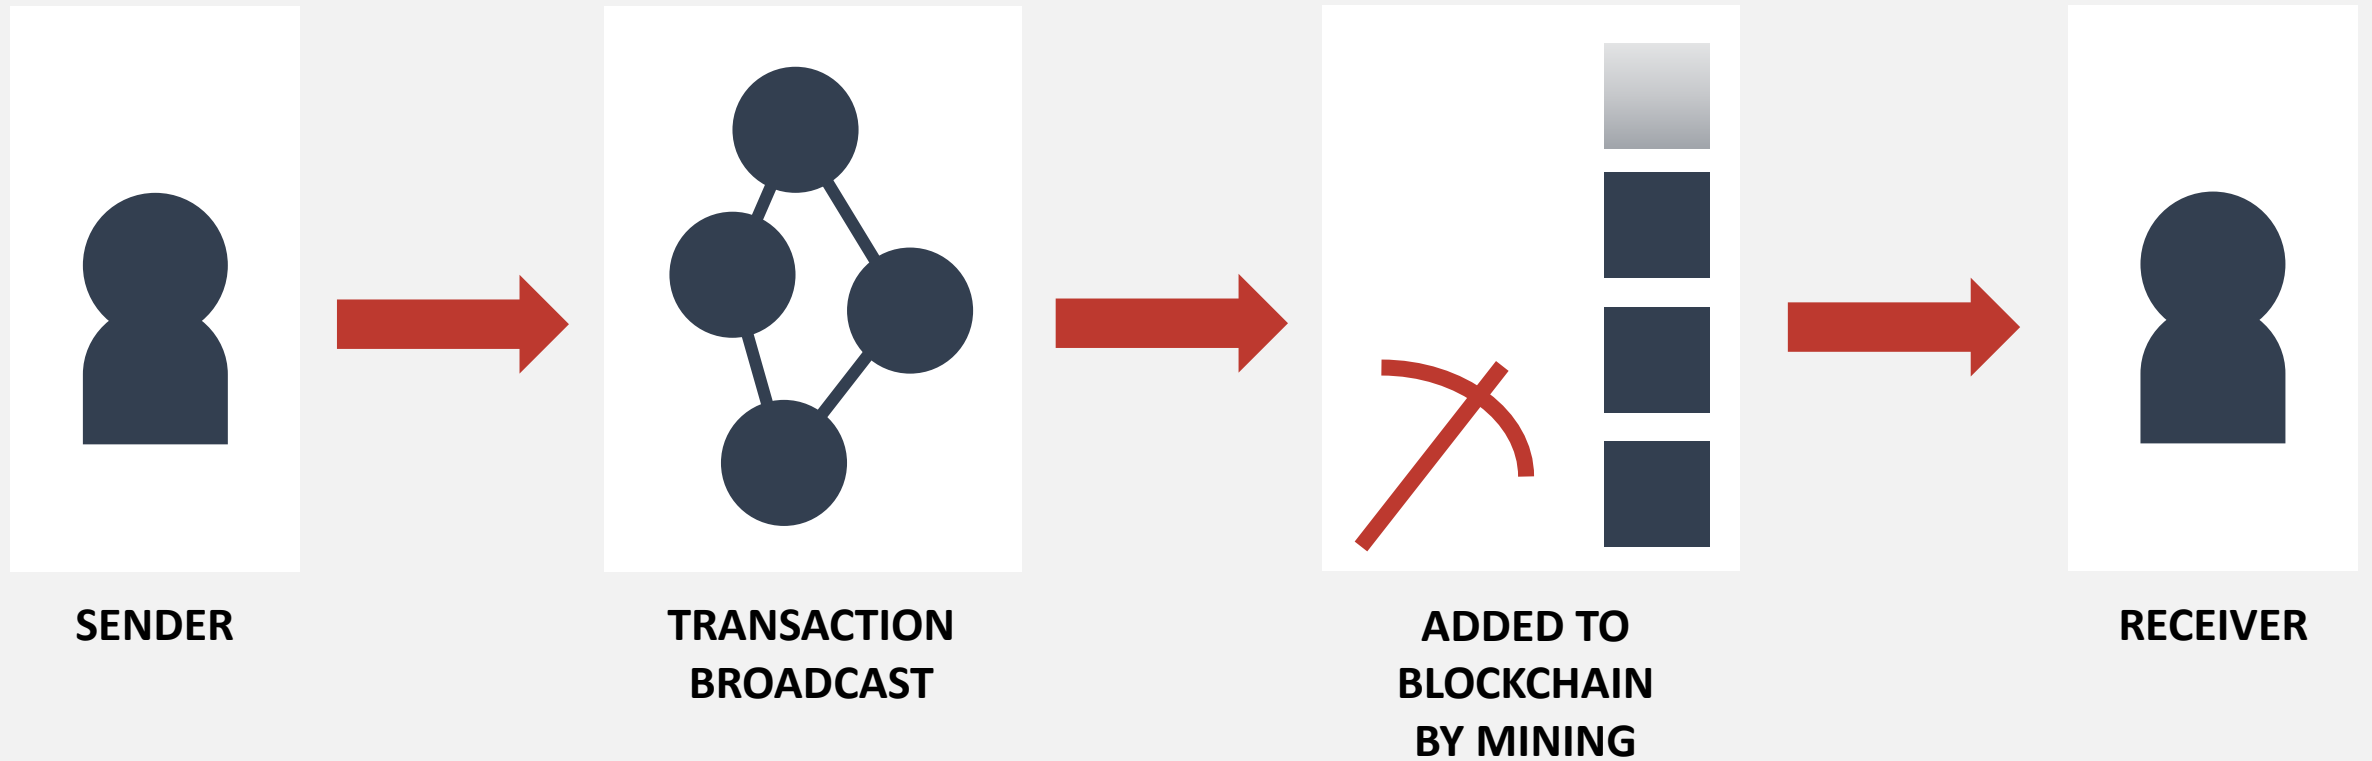 SENDER
TRANSACTION
BROADCAST
ADDED TO
BLOCKCHAIN
BY MINING
RECEIVER